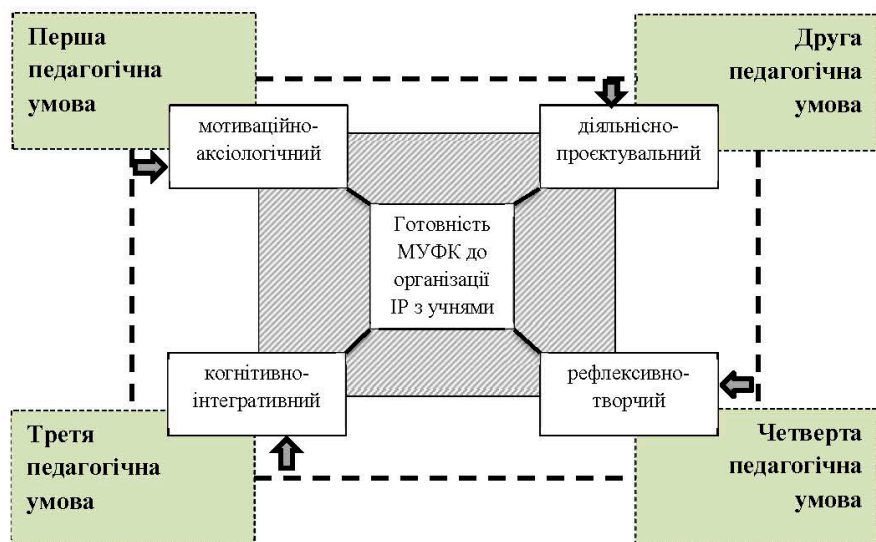 Перша
педагогічна
умова
Друга
педагогічна
умова
мотиваційно-
аксіологічний
діяльнісно-
проєктувальний
Готовність
МУФК до
організації
ІР з учнями
когнітивно-
інтегративний
рефлексивно-
творчий
Третя
педагогічна
умова
Четверта
педагогічна
умова